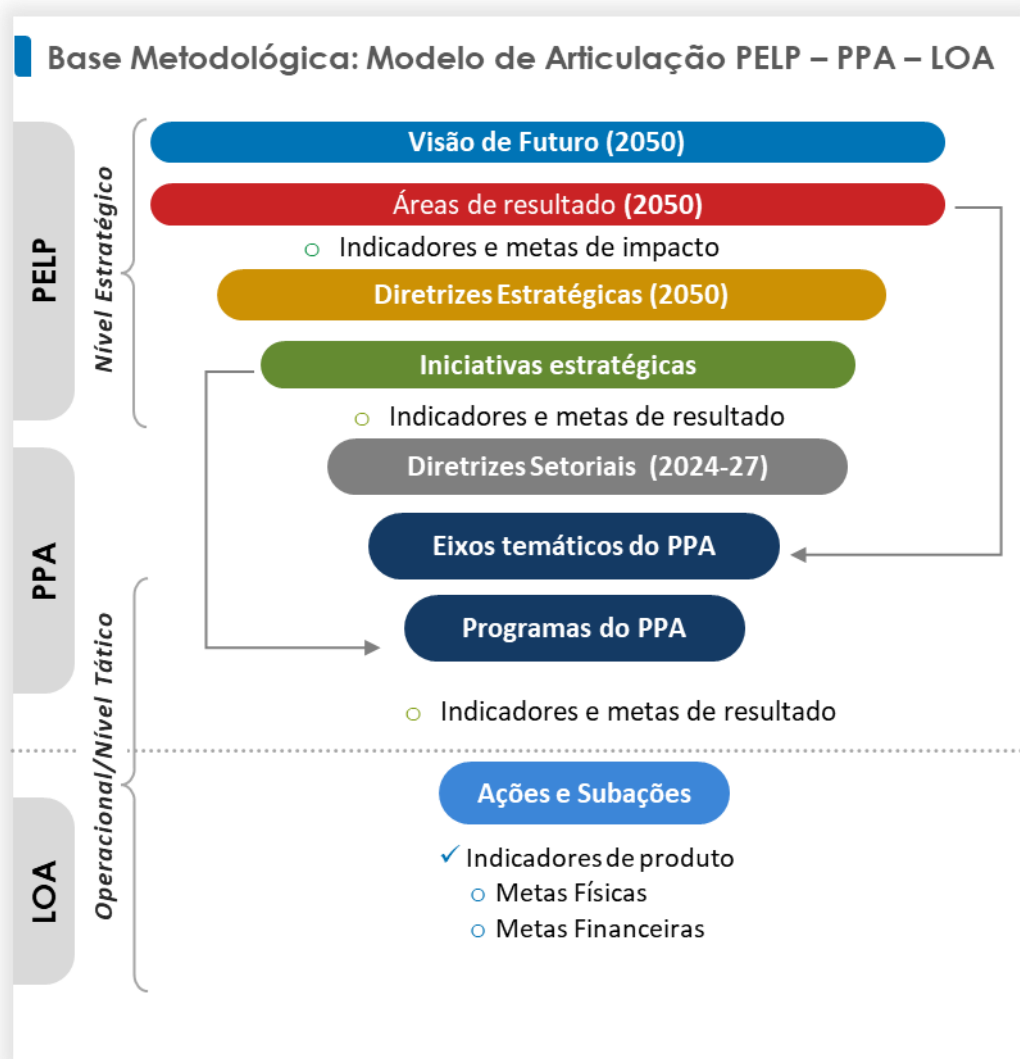 Base Metodológica: Modelo de Articulação PELP – PPA – LOA
PELP
Nível Estratégico
Visão de Futuro (2050)
Áreas de resultado (2050)
Indicadores e metas de impacto
Diretrizes Estratégicas (2050)
Iniciativas estratégicas
Indicadores e metas de resultado
PPA
Diretrizes Setoriais (2024-27)
Eixos temáticos do PPA
Programas do PPA
Operacional/Nível Tático
Indicadores e metas de resultado
LOA
Ações e Subações
Indicadores de produto
Metas Físicas
Metas Financeiras